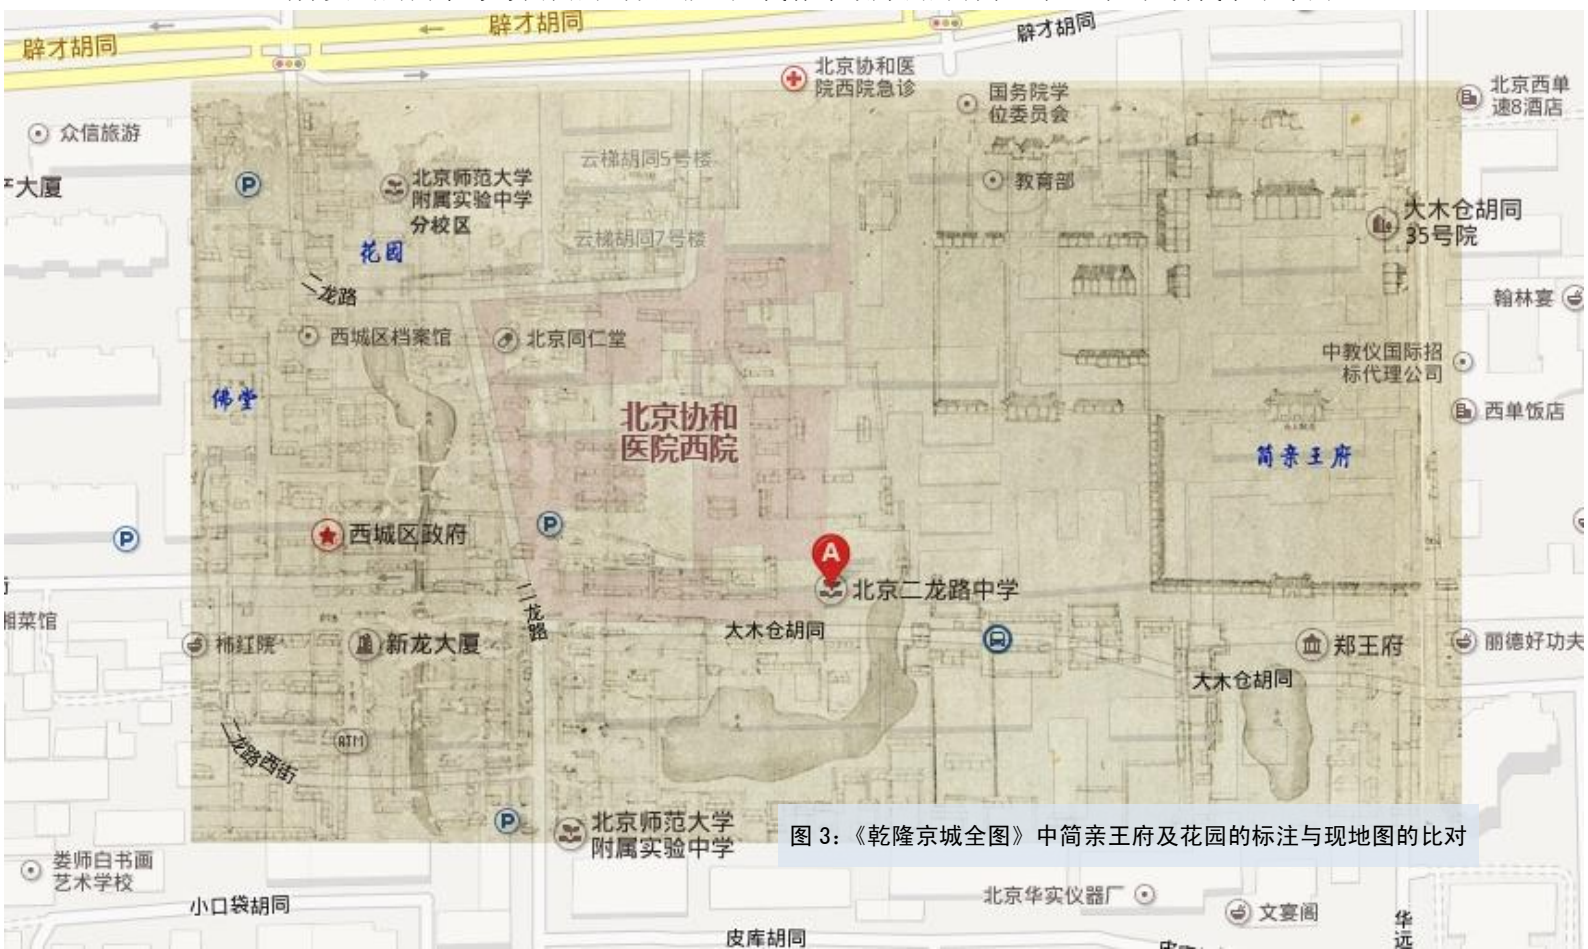 辟才胡同
辟才胡同
辟才胡同
北京协和医
院西院急诊
国务院学
位委员会
北京西单
速8酒店
众信旅游
云梯胡同5号楼
北京师范大学
附属实验中学
分校区
教育部
大厦
大木仓胡同
35号院
花园
云梯胡同7号楼
二龙路
翰林宴
西城区档案馆
北京同仁堂
中教仪国际招
标代理公司
佛堂
北京协和
医院西院
西单饭店
简亲王府
P
P
P
P
西城区政府
A
北京二龙路中学
湘菜馆
二龙路
大木仓胡同
柿红院
新龙大厦
郑王府
丽德好功夫
大木仓胡同
二龙路西街
ATM
北京师范大学
附属实验中学
图 3:《乾隆京城全图》中简亲王府及花园的标注与现地图的比对
娄师白书画
艺术学校
小口袋胡同
北京华实仪器厂
文宴阁
华远
皮库胡同